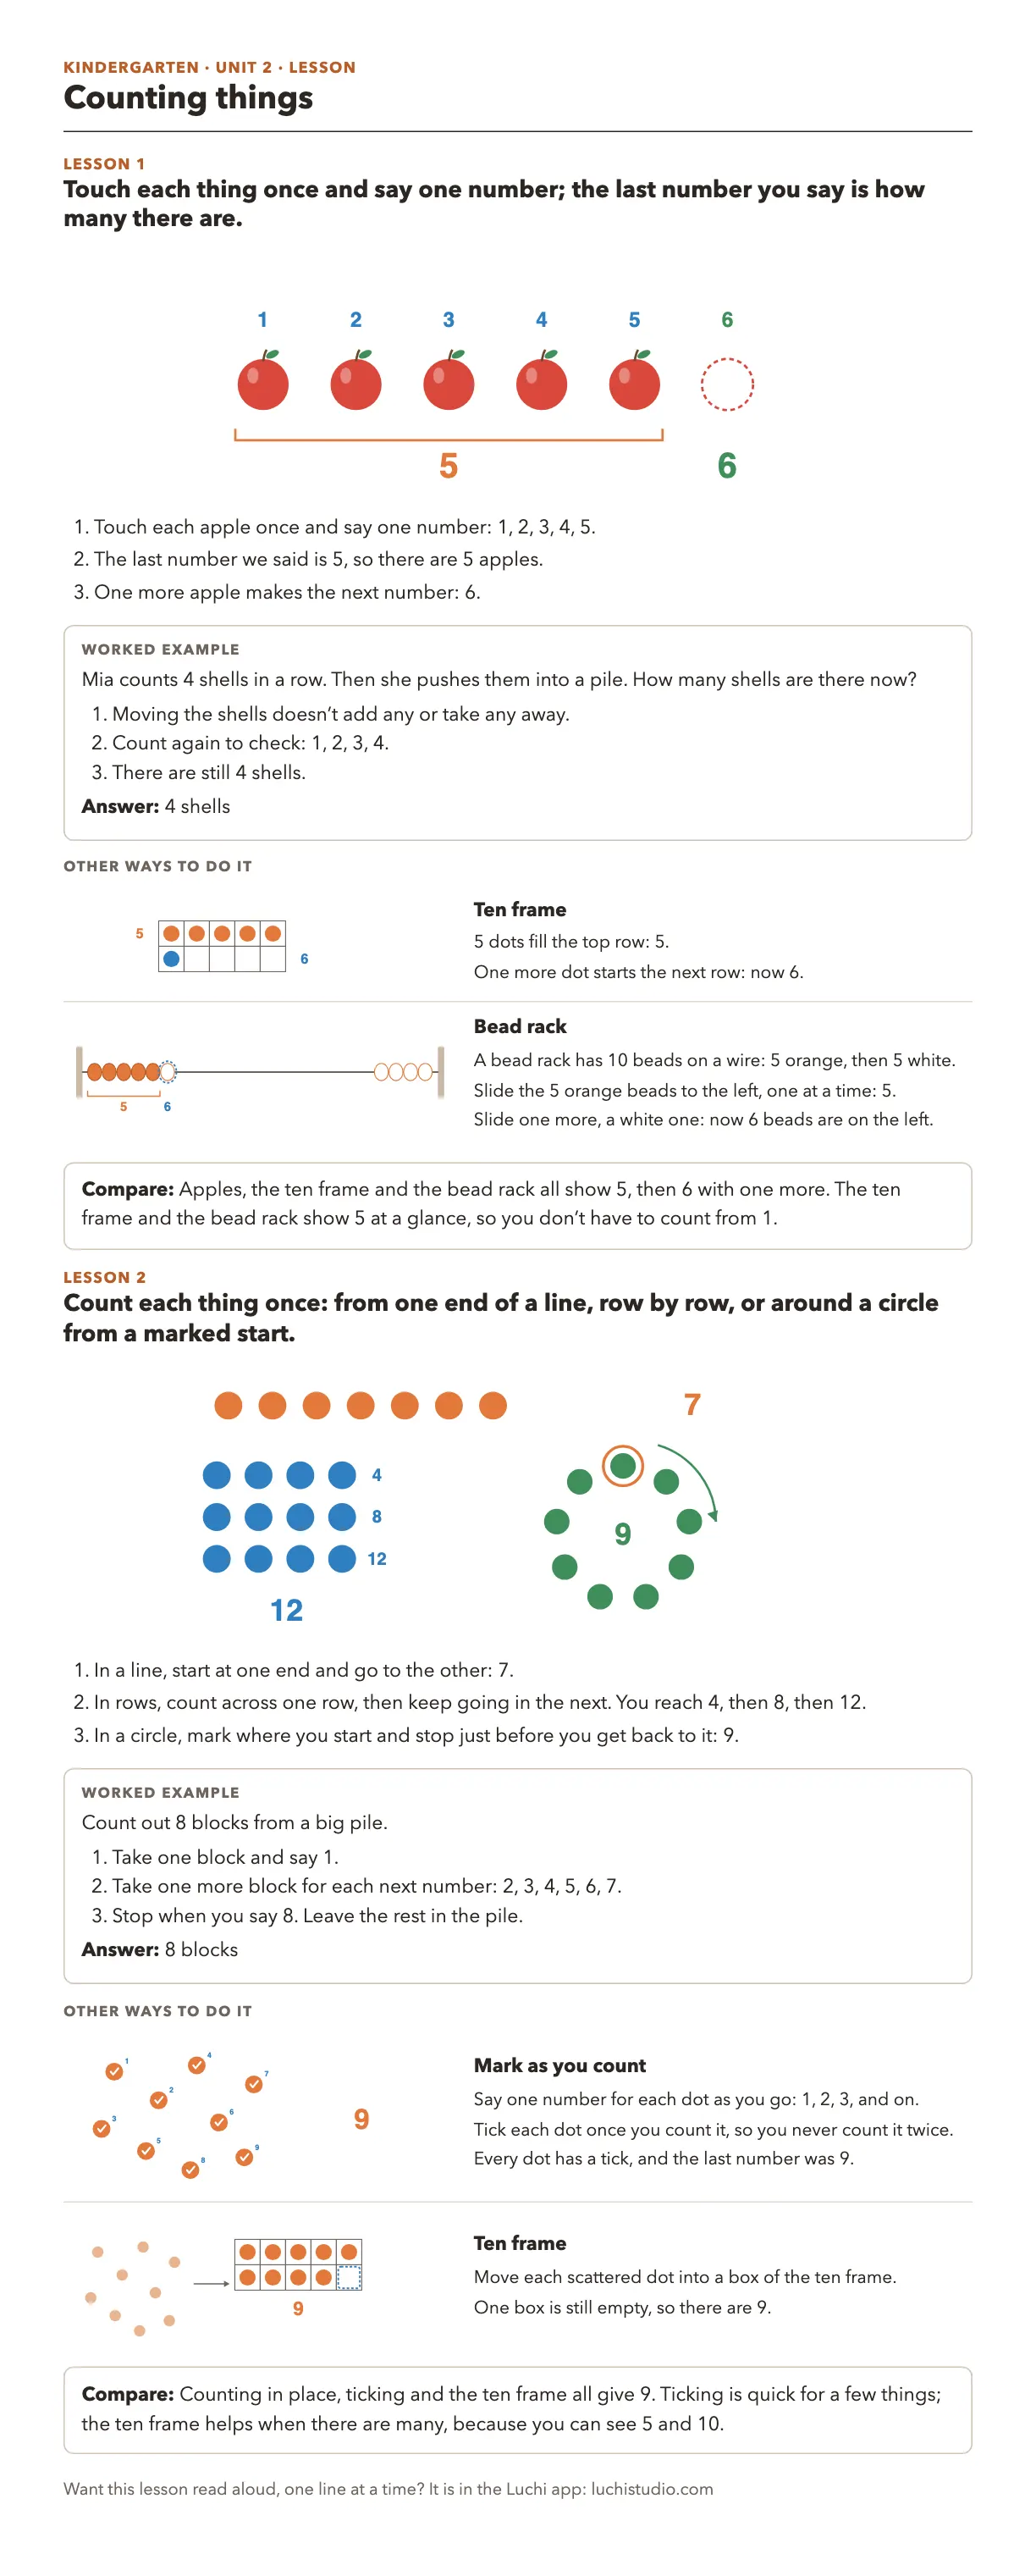 KINDERGARTEN · UNIT 2 · LESSON
Counting things
LESSON 1
Touch each thing once and say one number; the last number you say is how
many there are.
1 2 3 4 5 6
5 6
1. Touch each apple once and say one number: 1, 2, 3, 4, 5.
2. The last number we said is 5, so there are 5 apples.
3. One more apple makes the next number: 6.
WORKED EXAMPLE
Mia counts 4 shells in a row. Then she pushes them into a pile. How many shells are there now?
1. Moving the shells doesn’t add any or take any away.
2. Count again to check: 1, 2, 3, 4.
3. There are still 4 shells.
Answer: 4 shells
OTHER WAYS TO DO IT
5
6
Ten frame
5 dots fill the top row: 5.
One more dot starts the next row: now 6.
5 6
Bead rack
A bead rack has 10 beads on a wire: 5 orange, then 5 white.
Slide the 5 orange beads to the left, one at a time: 5.
Slide one more, a white one: now 6 beads are on the left.
Compare: Apples, the ten frame and the bead rack all show 5, then 6 with one more. The ten
frame and the bead rack show 5 at a glance, so you don’t have to count from 1.
LESSON 2
Count each thing once: from one end of a line, row by row, or around a circle
from a marked start.
7
4
8
12
12
9
1. In a line, start at one end and go to the other: 7.
2. In rows, count across one row, then keep going in the next. You reach 4, then 8, then 12.
3. In a circle, mark where you start and stop just before you get back to it: 9.
WORKED EXAMPLE
Count out 8 blocks from a big pile.
1. Take one block and say 1.
2. Take one more block for each next number: 2, 3, 4, 5, 6, 7.
3. Stop when you say 8. Leave the rest in the pile.
Answer: 8 blocks
OTHER WAYS TO DO IT
1
4
7
2
3
6
5
9
8
9
Mark as you count
Say one number for each dot as you go: 1, 2, 3, and on.
Tick each dot once you count it, so you never count it twice.
Every dot has a tick, and the last number was 9.
9
Ten frame
Move each scattered dot into a box of the ten frame.
One box is still empty, so there are 9.
Compare: Counting in place, ticking and the ten frame all give 9. Ticking is quick for a few things;
the ten frame helps when there are many, because you can see 5 and 10.
Want this lesson read aloud, one line at a time? It is in the Luchi app: luchistudio.com